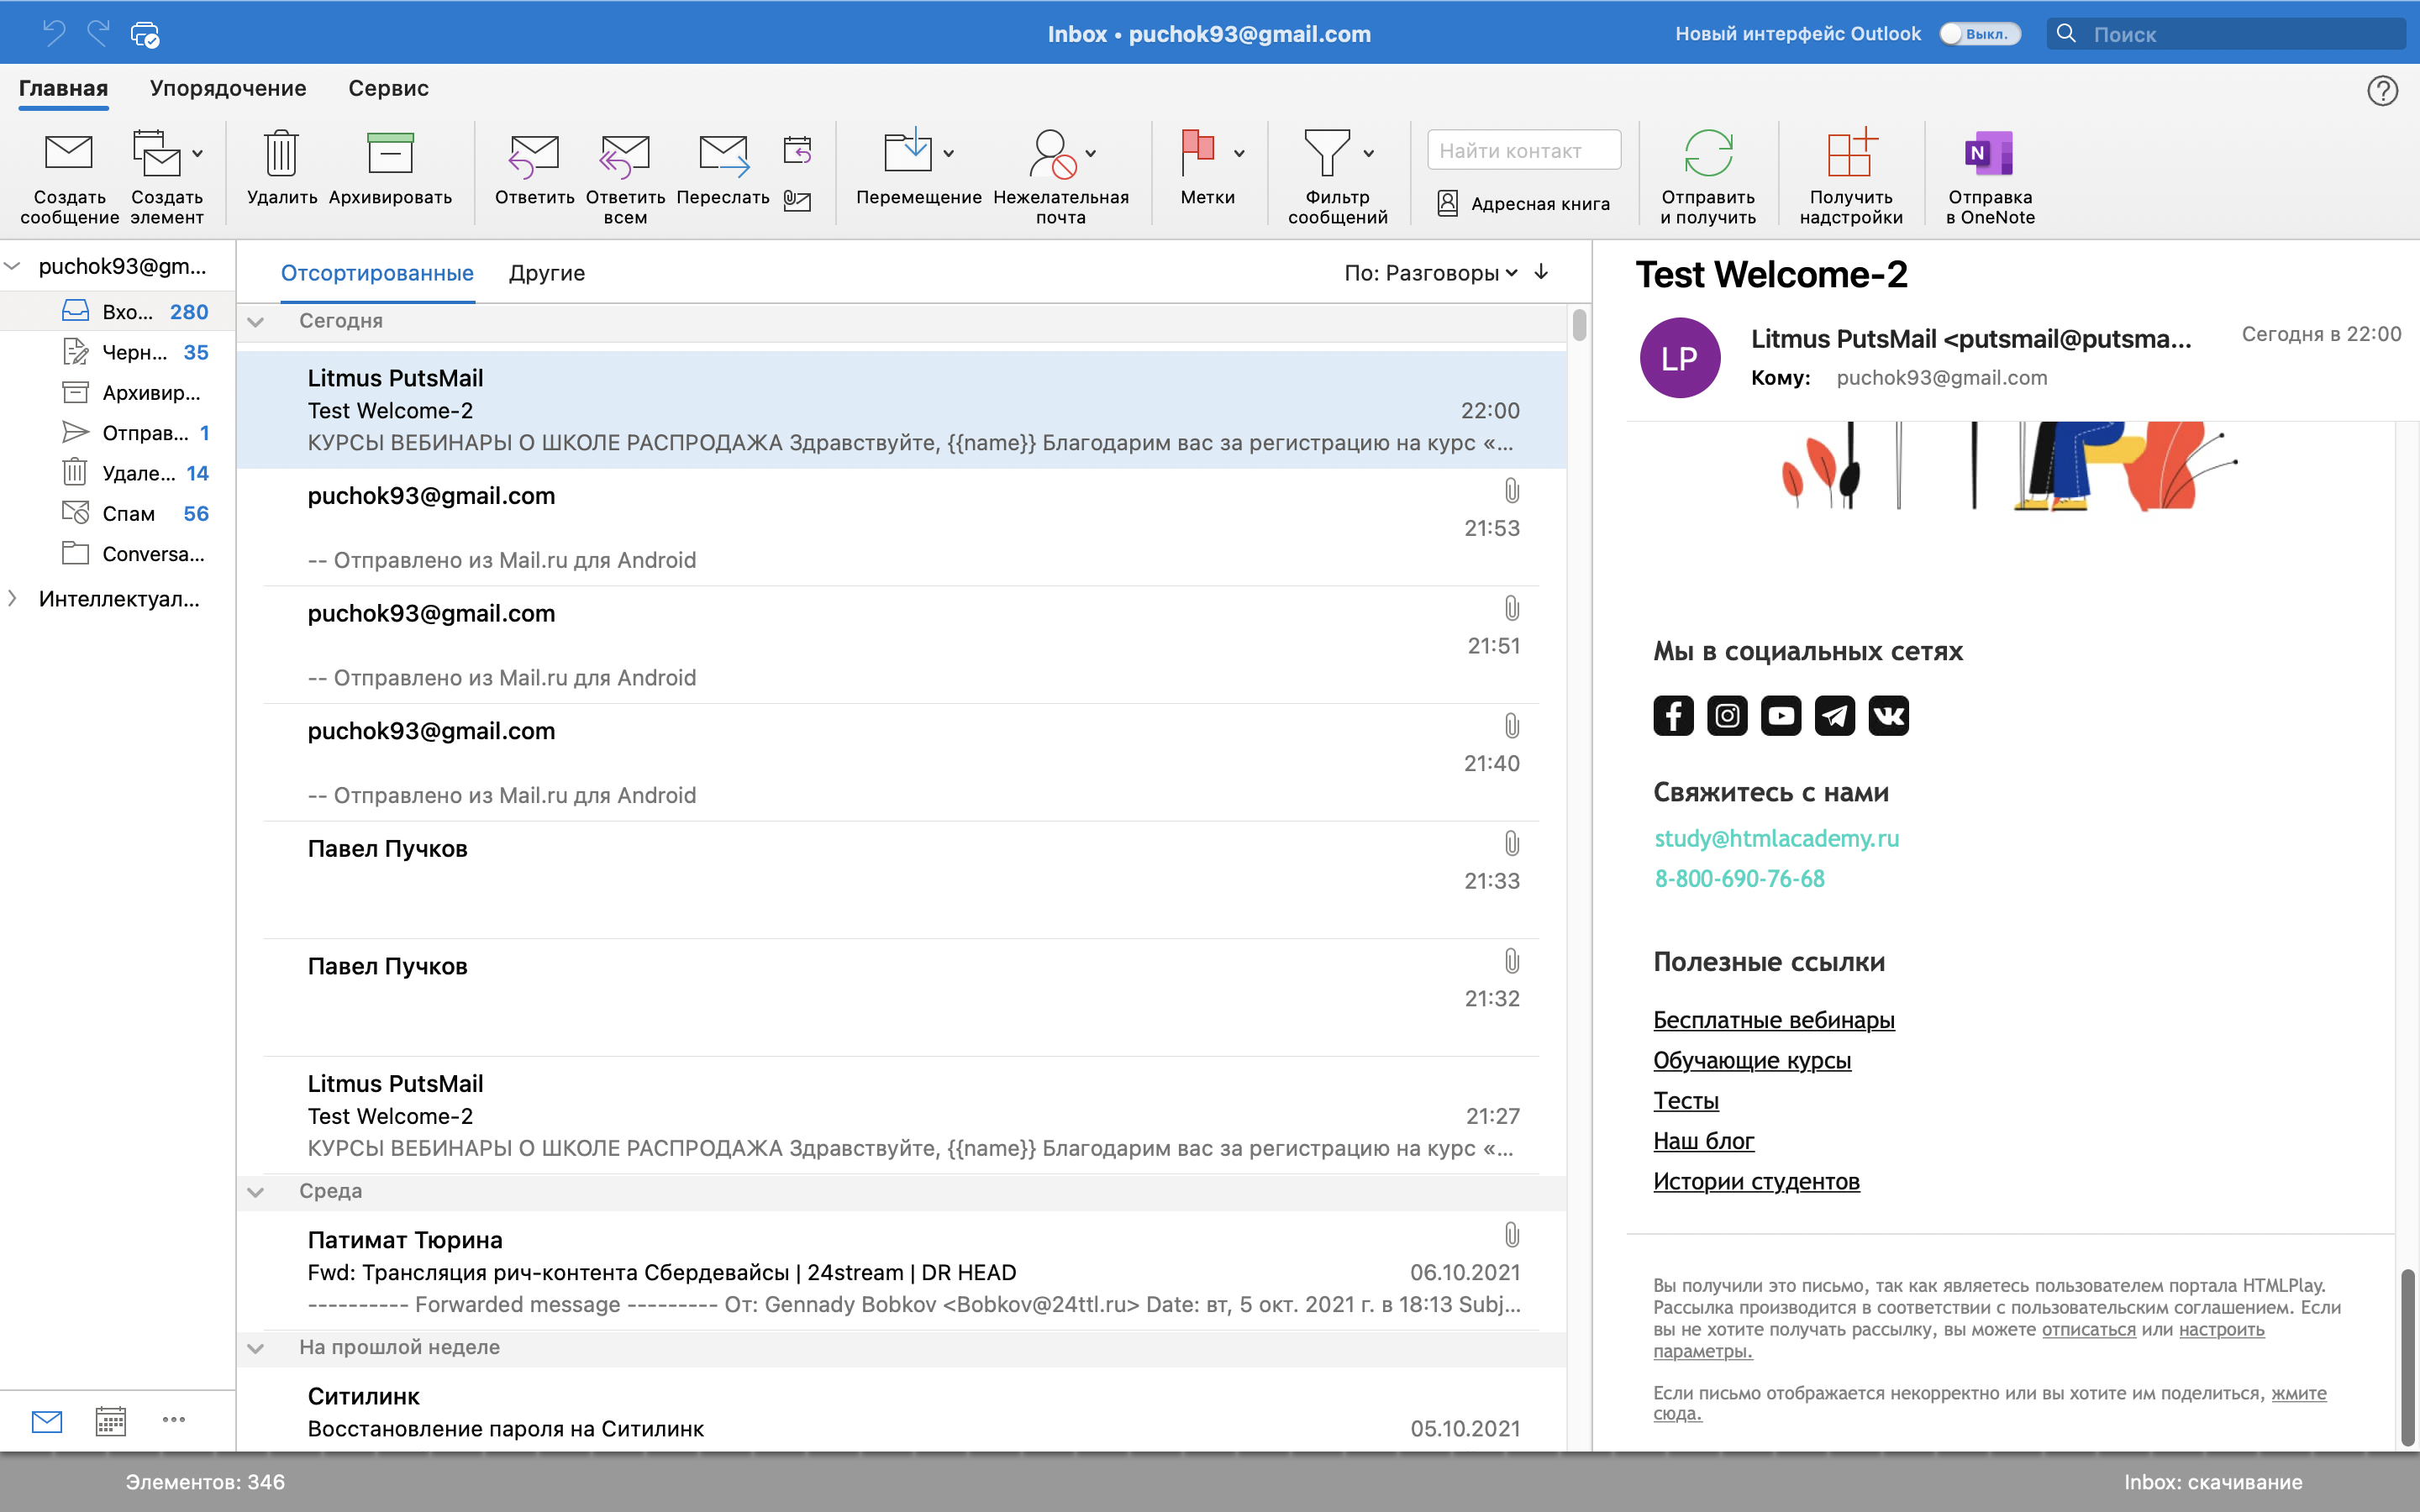 Inbox • puchok93@gmail.com
Новый интерфейс Outlook
Выкл.
Поиск
Главная
Упорядочение
Сервис
Создать сообщение
Создать элемент
Удалить
Архивировать
Ответить
Ответить всем
Переслать
Перемещение
Нежелательная почта
Метки
Фильтр сообщений
Найти контакт
Адресная книга
Отправить и получить
Получить надстройки
N
Отправка в OneNote
puchok93@gm...
Вхо... 280
Черн... 35
Архивир...
Отправ... 1
Удале... 14
Спам 56
Conversa...
Интеллектуал...
Отсортированные
Другие
По: Разговоры
Сегодня
Litmus PutsMail
Test Welcome-2 22:00
КУРСЫ ВЕБИНАРЫ О ШКОЛЕ РАСПРОДАЖА Здравствуйте, {{name}} Благодарим вас за регистрацию на курс «...
puchok93@gmail.com
21:53
-- Отправлено из Mail.ru для Android
puchok93@gmail.com
21:51
-- Отправлено из Mail.ru для Android
puchok93@gmail.com
21:40
-- Отправлено из Mail.ru для Android
Павел Пучков
21:33
Павел Пучков
21:32
Litmus PutsMail
Test Welcome-2 21:27
КУРСЫ ВЕБИНАРЫ О ШКОЛЕ РАСПРОДАЖА Здравствуйте, {{name}} Благодарим вас за регистрацию на курс «...
Среда
Патимат Тюрина
Fwd: Трансляция рич-контента Сбердевайсы | 24stream | DR HEAD 06.10.2021
---------- Forwarded message --------- От: Gennady Bobkov <Bobkov@24ttl.ru> Date: вт, 5 окт. 2021 г. в 18:13 Subj...
На прошлой неделе
Ситилинк
Восстановление пароля на Ситилинк 05.10.2021
Test Welcome-2
LP
Litmus PutsMail <putsmail@putsma...
Сегодня в 22:00
Кому: puchok93@gmail.com
Мы в социальных сетях
Свяжитесь с нами
study@htmlacademy.ru
8-800-690-76-68
Полезные ссылки
Бесплатные вебинары
Обучающие курсы
Тесты
Наш блог
Истории студентов
Вы получили это письмо, так как являетесь пользователем портала HTMLPlay.
Рассылка производится в соответствии с пользовательским соглашением. Если
вы не хотите получать рассылку, вы можете отписаться или настроить
параметры.
Если письмо отображается некорректно или вы хотите им поделиться, жмите
сюда.
Элементов: 346
Inbox: скачивание